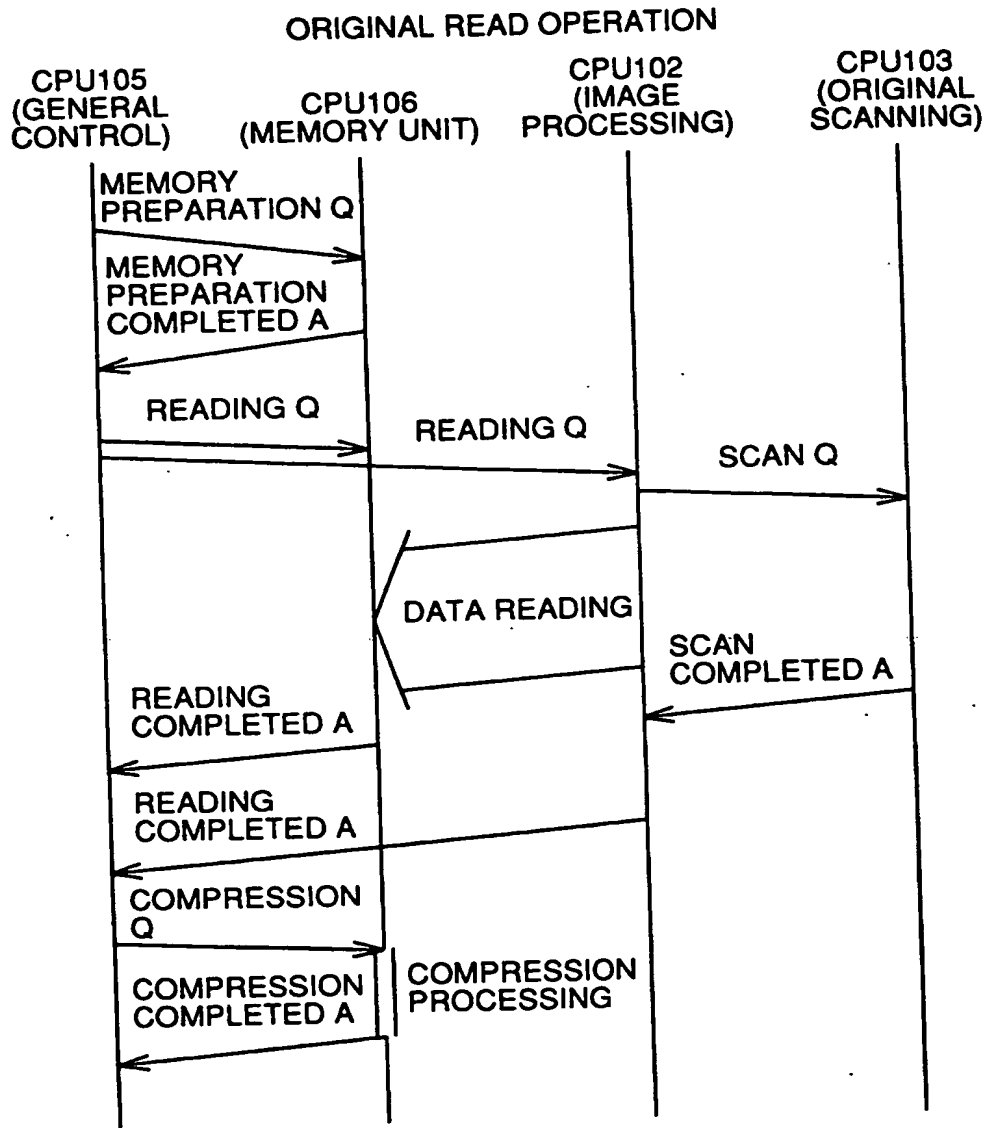 ORIGINAL READ OPERATION
CPU105
(GENERAL
CONTROL)
CPU106
(MEMORY UNIT)
CPU102
(IMAGE
PROCESSING)
CPU103
(ORIGINAL
SCANNING)
MEMORY
PREPARATION Q
MEMORY
PREPARATION
COMPLETED A
READING Q
READING Q
SCAN Q
DATA READING
SCAN
COMPLETED A
READING
COMPLETED A
READING
COMPLETED A
COMPRESSION
Q
COMPRESSION
PROCESSING
COMPRESSION
COMPLETED A